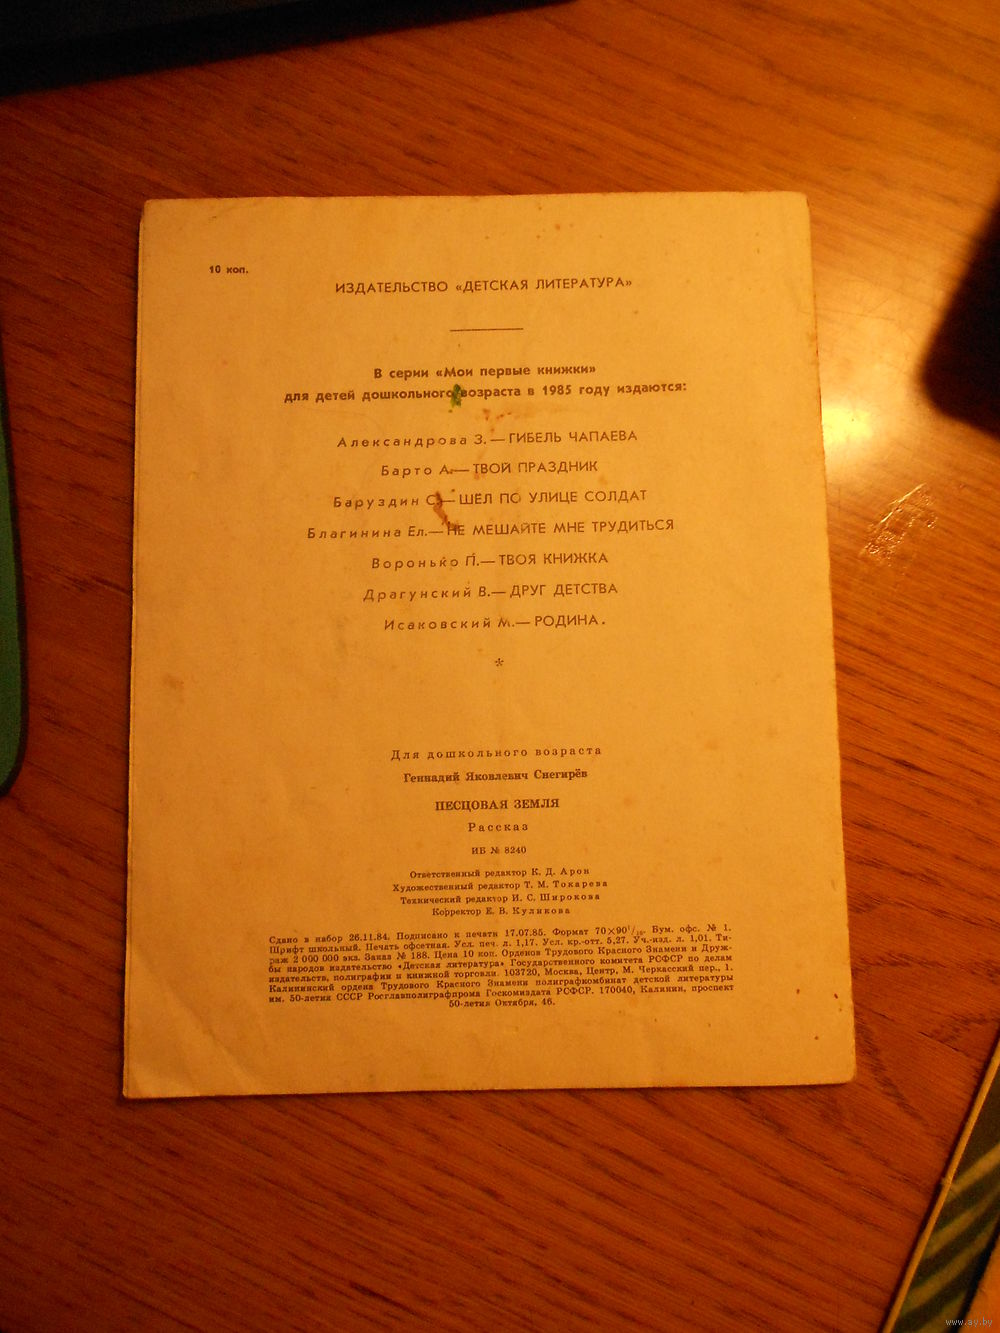 10 коп.
ИЗДАТЕЛЬСТВО «ДЕТСКАЯ ЛИТЕРАТУРА»
В серии «Мои первые книжки»
для детей дошкольного возраста в 1985 году издаются:
Александрова З. — ГИБЕЛЬ ЧАПАЕВА
Барто А. — ТВОЙ ПРАЗДНИК
Баруздин С. — ШЁЛ ПО УЛИЦЕ СОЛДАТ
Благинина Ел. — НЕ МЕШАЙТЕ МНЕ ТРУДИТЬСЯ
Воронько П. — ТВОЯ КНИЖКА
Драгунский В. — ДРУГ ДЕТСТВА
Исаковский М. — РОДИНА.
*
Для дошкольного возраста
Геннадий Яковлевич Снегирёв
ПЕСЦОВАЯ ЗЕМЛЯ
Рассказ
ИБ № 8240
Ответственный редактор К. Д. Арон
Художественный редактор Т. М. Токарева
Технический редактор И. С. Широкова
Корректор Е. В. Куликова
Сдано в набор 26.11.84. Подписано к печати 17.07.85. Формат 70×90¹/₁₆. Бум. офс. № 1.
Шрифт школьный. Печать офсетная. Усл. печ. л. 1,17. Усл. кр.-отт. 5,27. Уч.-изд. л. 1,01. Ти-
раж 2 000 000 экз. Заказ № 188. Цена 10 коп. Орденов Трудового Красного Знамени и Друж-
бы народов издательство «Детская литература» Государственного комитета РСФСР по делам
издательств, полиграфии и книжной торговли. 103720, Москва, Центр, М. Черкасский пер., 1.
Калининский ордена Трудового Красного Знамени полиграфкомбинат детской литературы
им. 50-летия СССР Росглавполиграфпрома Госкомиздата РСФСР. 170040, Калинин, проспект
50-летия Октября, 46.
www.ay.by